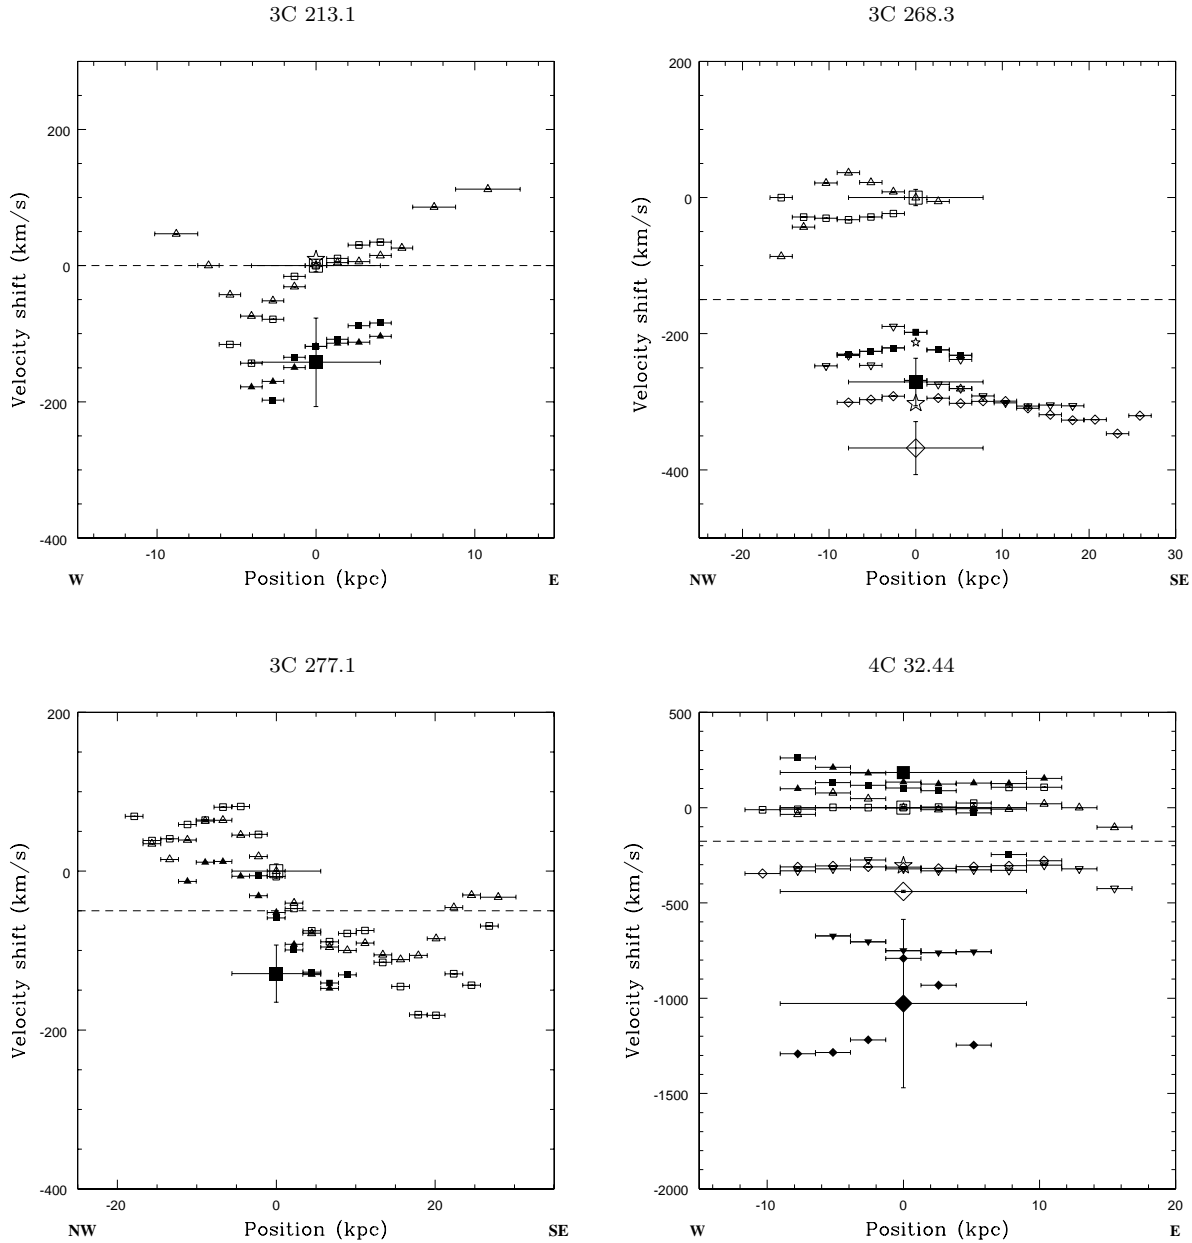 3C 213.1
3C 268.3
200
0
-200
-400
Velocity shift (km/s)
-10
0
10
W
Position (kpc)
E
200
0
-200
-400
Velocity shift (km/s)
-20
-10
0
10
20
30
NW
Position (kpc)
SE
3C 277.1
4C 32.44
200
0
-200
-400
Velocity shift (km/s)
-20
0
20
NW
Position (kpc)
SE
500
0
-500
-1000
-1500
-2000
Velocity shift (km/s)
-10
0
10
20
W
Position (kpc)
E